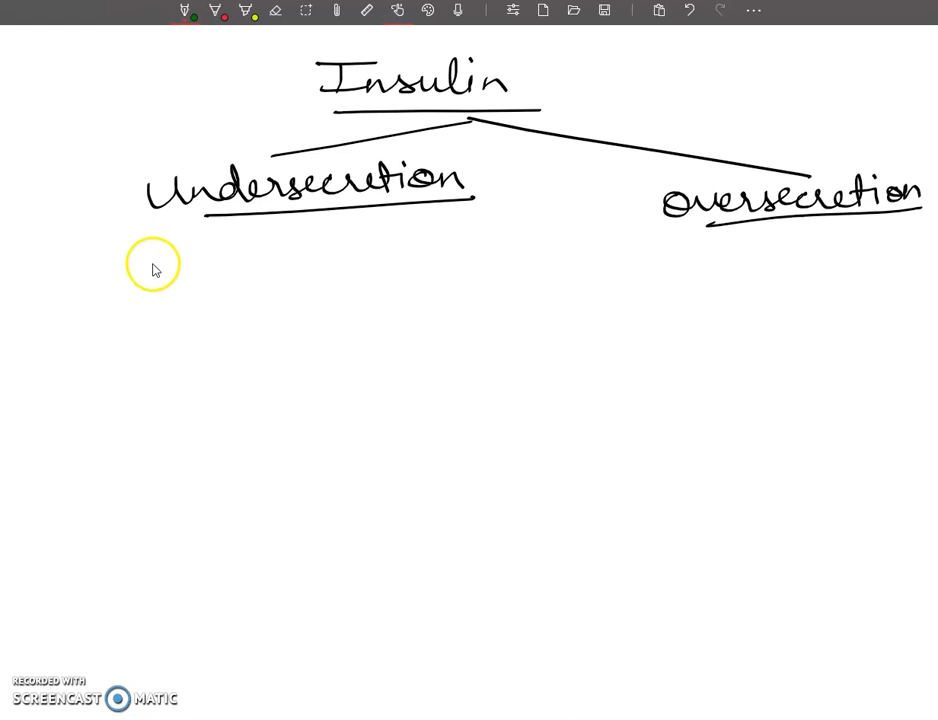 Insulin
Undersecretion
Oversecretion
RECORDED WITH
SCREENCAST MATIC